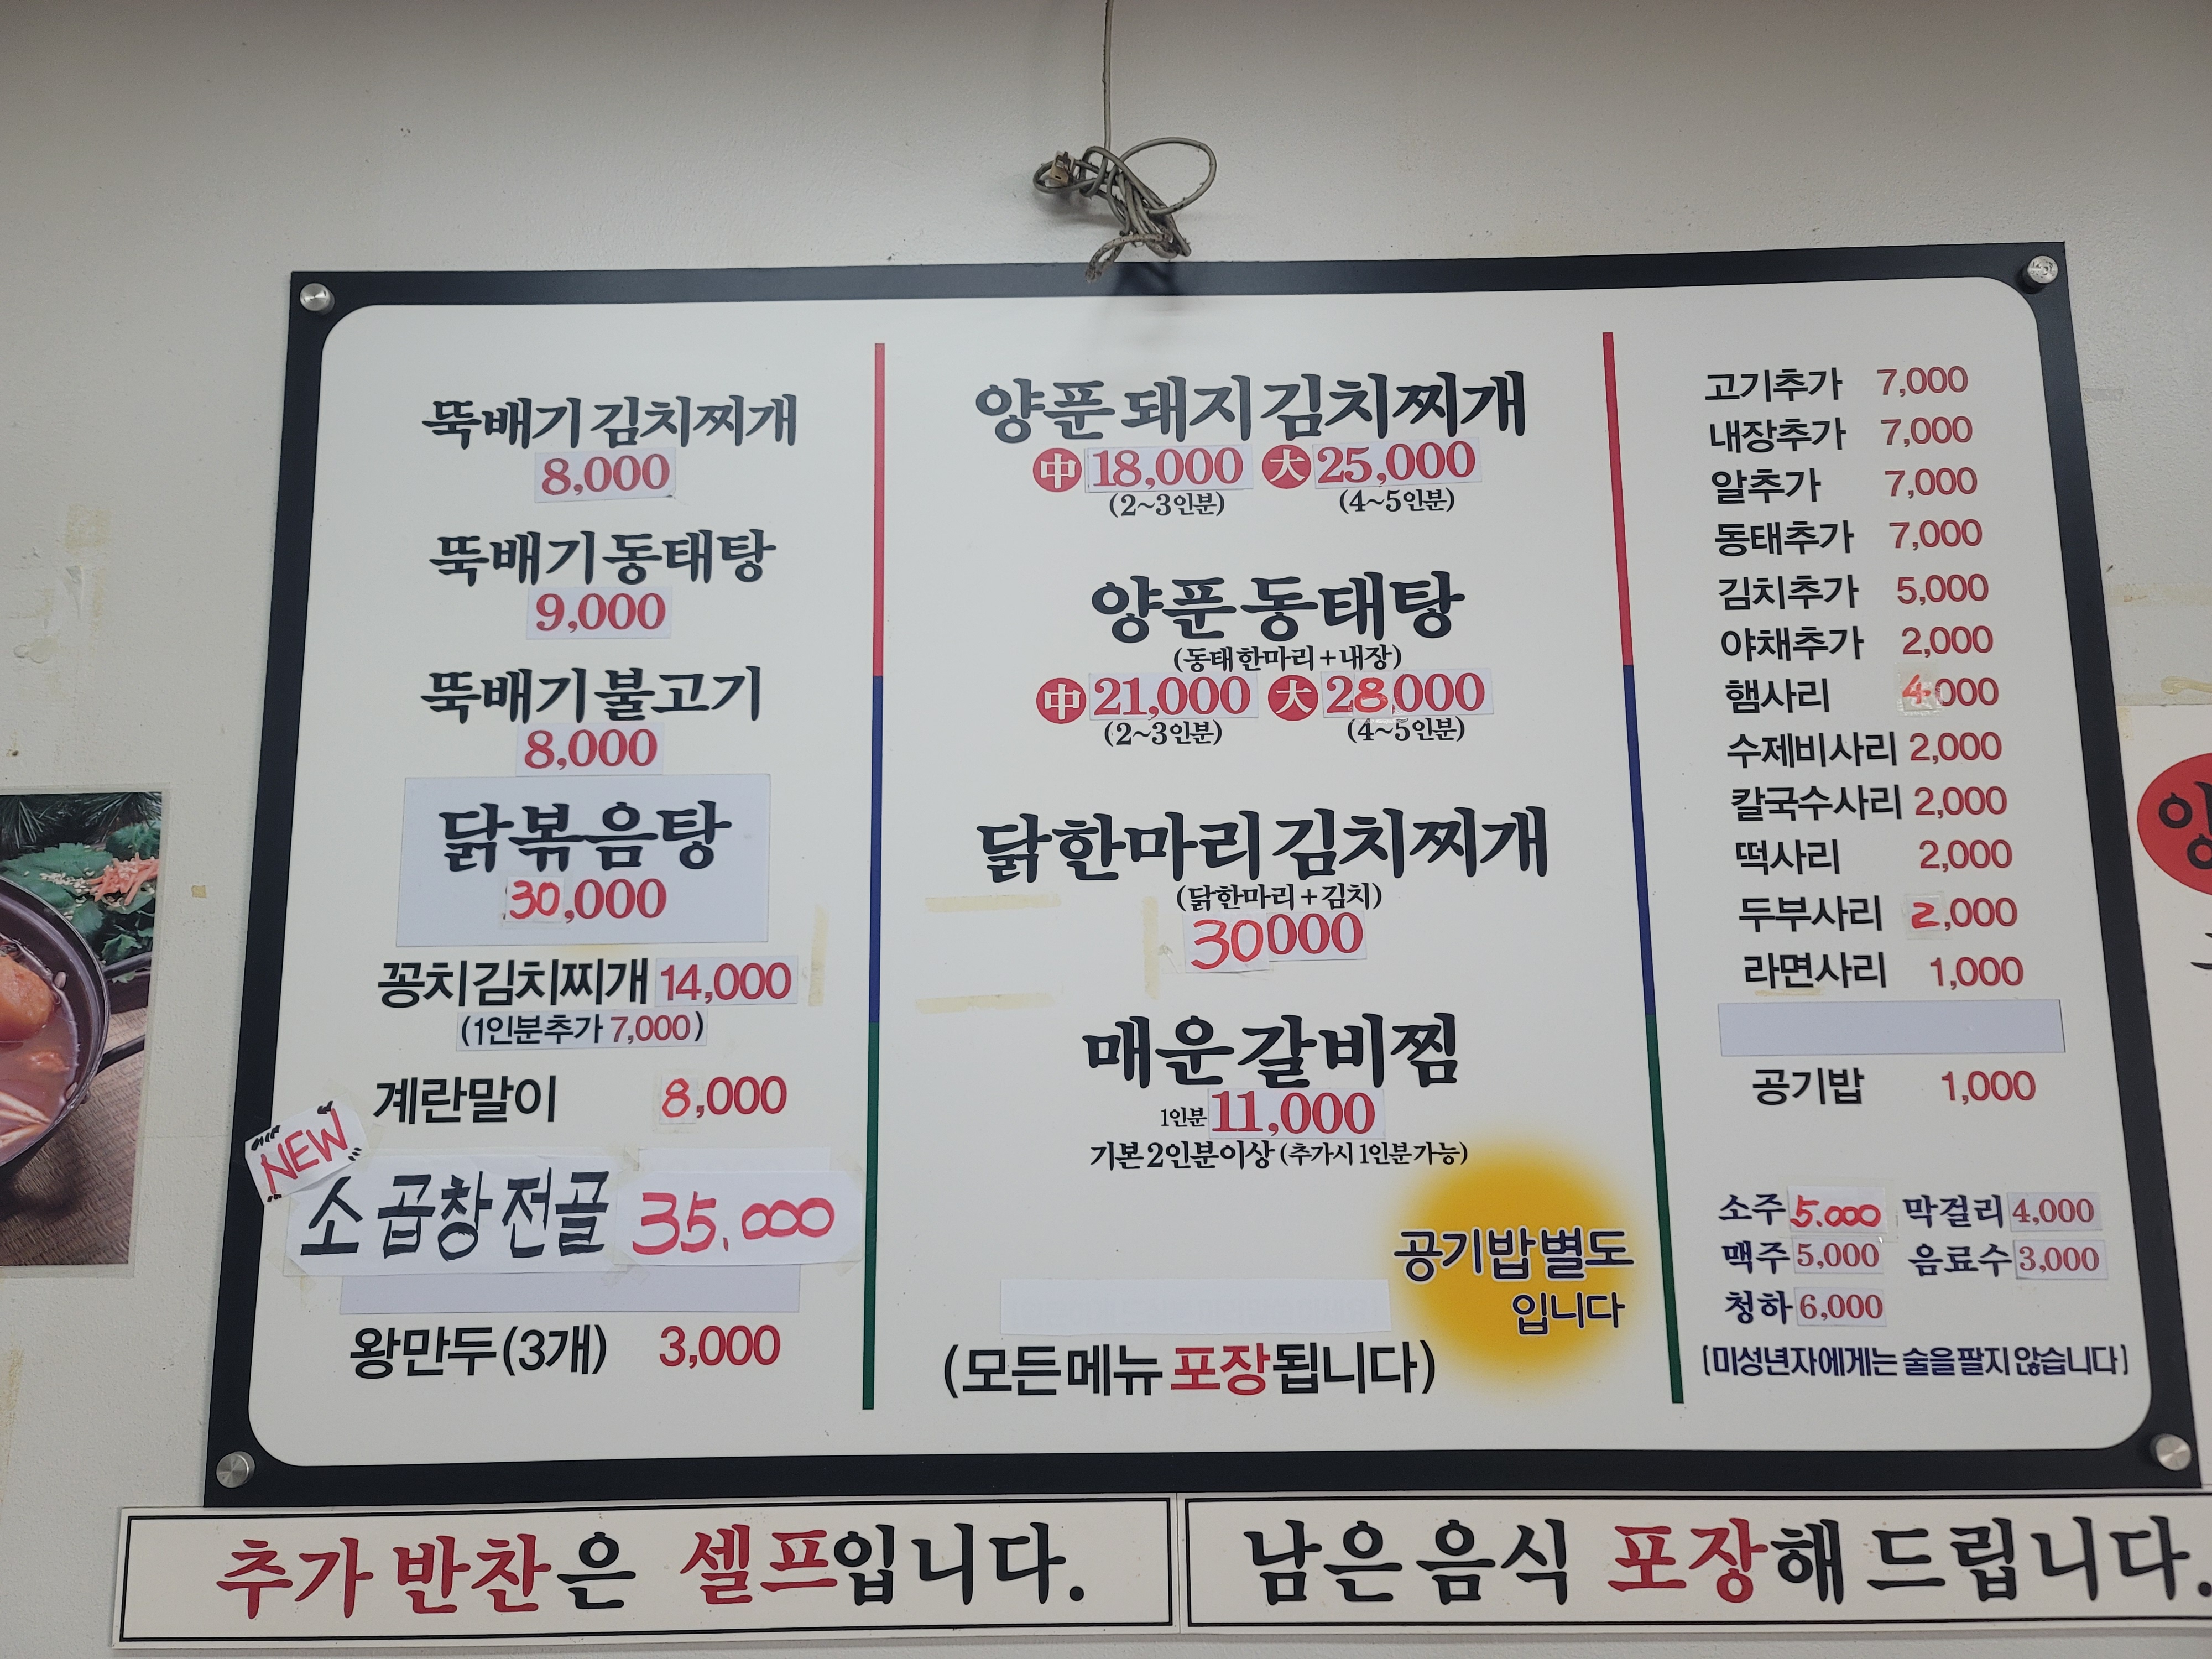 뚝배기김치찌개
8,000
뚝배기동태탕
9,000
뚝배기불고기
8,000
닭볶음탕
30,000
꽁치김치찌개 14,000
(1인분추가 7,000)
계란말이 8,000
"NEW"
소곱창전골 35,000
왕만두(3개) 3,000
양푼돼지김치찌개
中 18,000 大 25,000
(2~3인분) (4~5인분)
양푼동태탕
(동태한마리+내장)
中 21,000 大 28,000
(2~3인분) (4~5인분)
닭한마리김치찌개
(닭한마리+김치)
30000
매운갈비찜
1인분 11,000
기본2인분이상 (추가시 1인분가능)
공기밥별도
입니다
(모든메뉴 포장됩니다)
고기추가 7,000
내장추가 7,000
알추가 7,000
동태추가 7,000
김치추가 5,000
야채추가 2,000
햄사리 4000
수제비사리 2,000
칼국수사리 2,000
떡사리 2,000
두부사리 2,000
라면사리 1,000
공기밥 1,000
소주 5.000 막걸리 4,000
맥주 5,000 음료수 3,000
청하 6,000
(미성년자에게는 술을팔지 않습니다)
추가 반찬은 셀프입니다.
남은음식 포장해 드립니다.